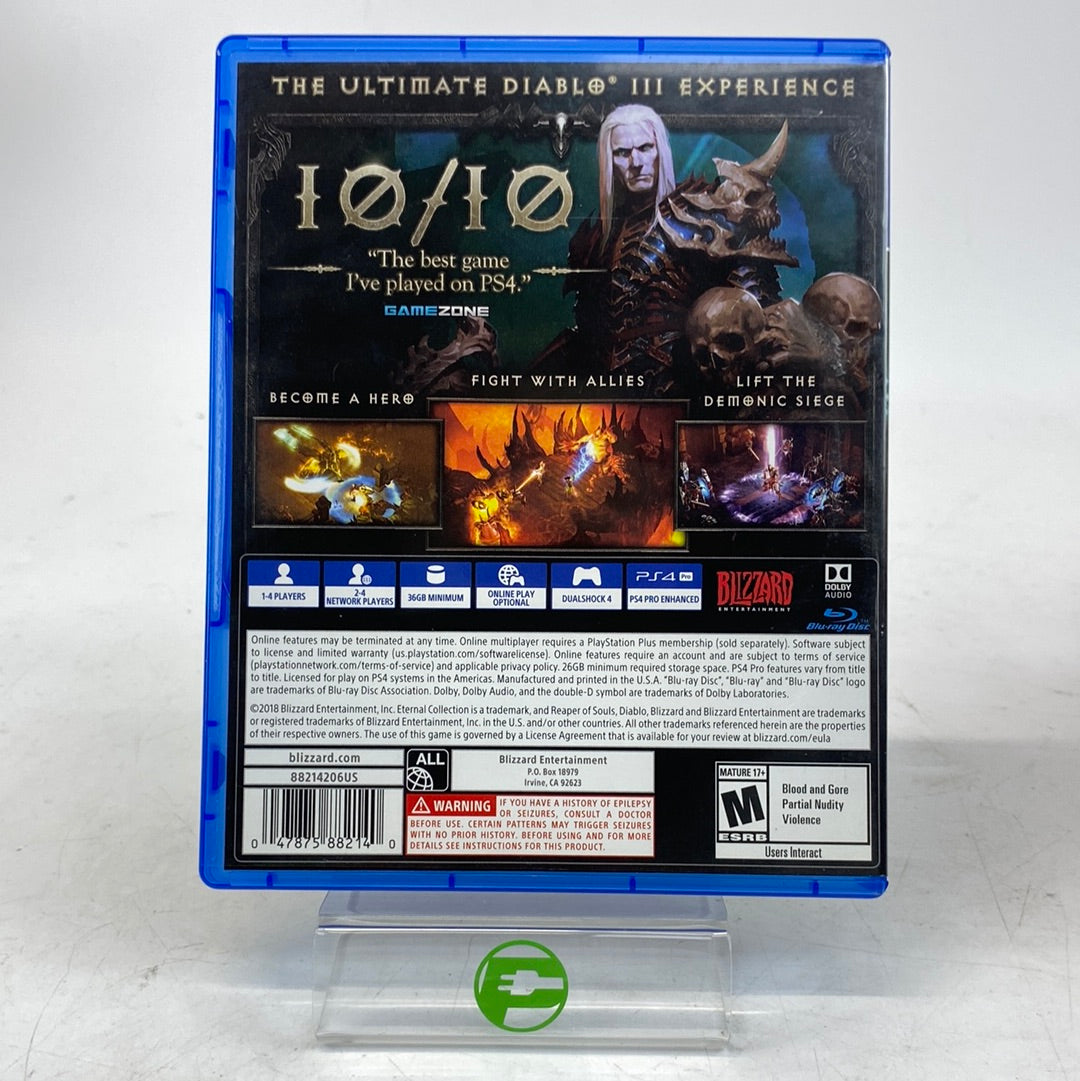 THE ULTIMATE DIABLO® III EXPERIENCE
10/10
“The best game
I've played on PS4.”
GAMEZONE
BECOME A HERO
FIGHT WITH ALLIES
LIFT THE
DEMONIC SIEGE
1-4 PLAYERS
2-4
NETWORK PLAYERS
36GB MINIMUM
ONLINE PLAY
OPTIONAL
DUALSHOCK 4
PS4 Pro
PS4 PRO ENHANCED
BLIZZARD
ENTERTAINMENT
DOLBY
AUDIO
Blu-ray Disc
Online features may be terminated at any time. Online multiplayer requires a PlayStation Plus membership (sold separately). Software subject
to license and limited warranty (us.playstation.com/softwarelicense). Online features require an account and are subject to terms of service
(playstationnetwork.com/terms-of-service) and applicable privacy policy. 26GB minimum required storage space. PS4 Pro features vary from title
to title. Licensed for play on PS4 systems in the Americas. Manufactured and printed in the U.S.A. "Blu-ray Disc", "Blu-ray" and "Blu-ray Disc" logo
are trademarks of Blu-ray Disc Association. Dolby, Dolby Audio, and the double-D symbol are trademarks of Dolby Laboratories.
©2018 Blizzard Entertainment, Inc. Eternal Collection is a trademark, and Reaper of Souls, Diablo, Blizzard and Blizzard Entertainment are trademarks
or registered trademarks of Blizzard Entertainment, Inc. in the U.S. and/or other countries. All other trademarks referenced herein are the properties
of their respective owners. The use of this game is governed by a License Agreement that is available for your review at blizzard.com/eula
blizzard.com
88214206US
0 47875 88214 0
ALL
Blizzard Entertainment
P.O. Box 18979
Irvine, CA 92623
WARNING IF YOU HAVE A HISTORY OF EPILEPSY
OR SEIZURES, CONSULT A DOCTOR
BEFORE USE. CERTAIN PATTERNS MAY TRIGGER SEIZURES
WITH NO PRIOR HISTORY. BEFORE USING AND FOR MORE
DETAILS SEE INSTRUCTIONS FOR THIS PRODUCT.
MATURE 17+
M
ESRB
Blood and Gore
Partial Nudity
Violence
Users Interact